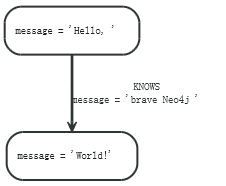 message = 'Hello, '
KNOWS
message = 'brave Neo4j '
message = 'World!'